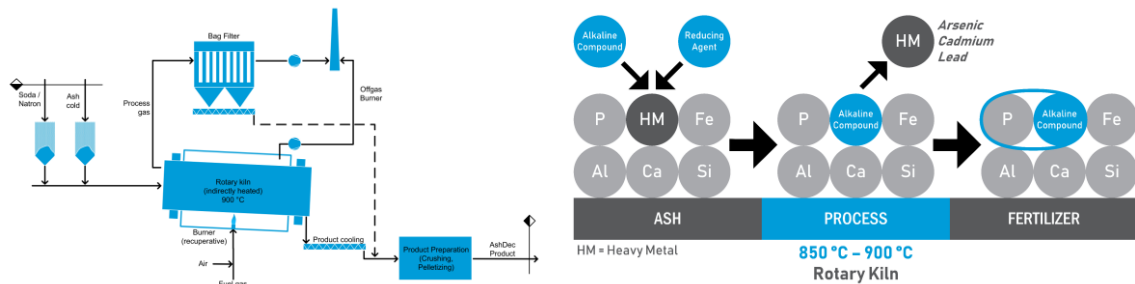 Bag Filter
Soda /
Natron
Ash
cold
Process
gas
Offgas
Burner
Rotary kiln
(indirectly heated)
900 °C
Burner
(recuperative)
Air
Fuel gas
Product cooling
Product Preparation
(Crushing,
Pelletizing)
AshDec
Product
Alkaline
Compound
Reducing
Agent
HM
Arsenic
Cadmium
Lead
P
HM
Fe
Al
Ca
Si
P
Alkaline
Compound
Fe
Al
Ca
Si
P
Alkaline
Compound
Fe
Al
Ca
Si
ASH
PROCESS
FERTILIZER
HM = Heavy Metal
850 °C – 900 °C
Rotary Kiln